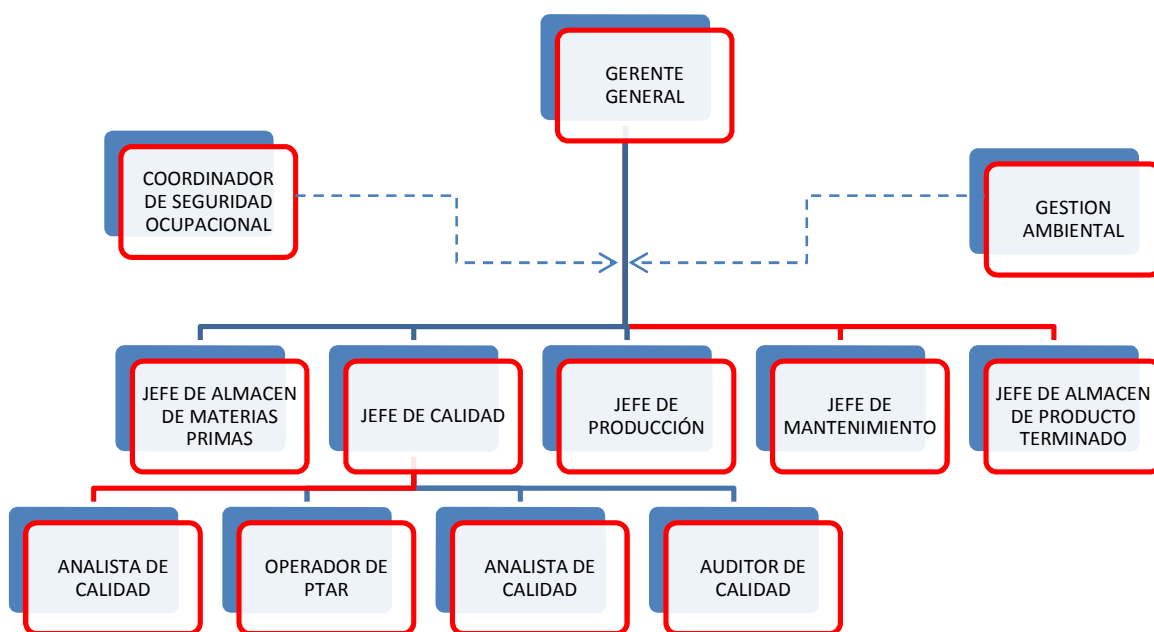 GERENTE
GENERAL
COORDINADOR
DE SEGURIDAD
OCUPACIONAL
GESTION
AMBIENTAL
JEFE DE ALMACEN
DE MATERIAS
PRIMAS
JEFE DE CALIDAD
JEFE DE
PRODUCCIÓN
JEFE DE
MANTENIMIENTO
JEFE DE ALMACEN
DE PRODUCTO
TERMINADO
ANALISTA DE
CALIDAD
OPERADOR DE
PTAR
ANALISTA DE
CALIDAD
AUDITOR DE
CALIDAD